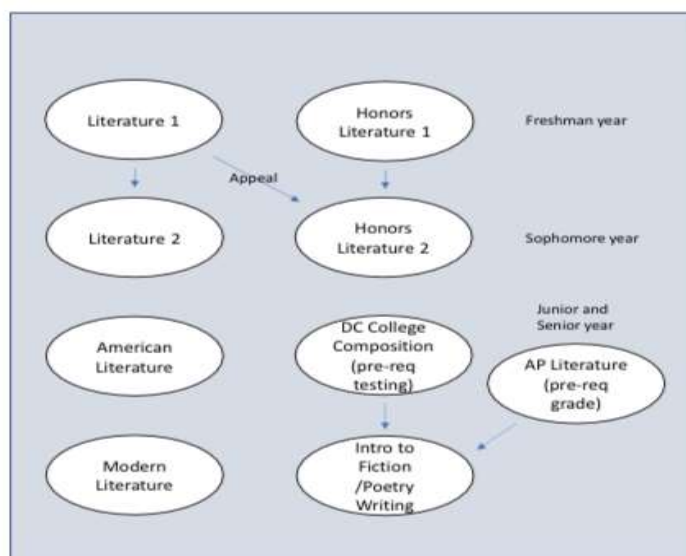 Literature 1
Honors
Literature 1
Freshman year
Appeal
Literature 2
Honors
Literature 2
Sophomore year
Junior and
Senior year
American
Literature
DC College
Composition
(pre-req
testing)
AP Literature
(pre-req
grade)
Modern
Literature
Intro to
Fiction
/Poetry
Writing